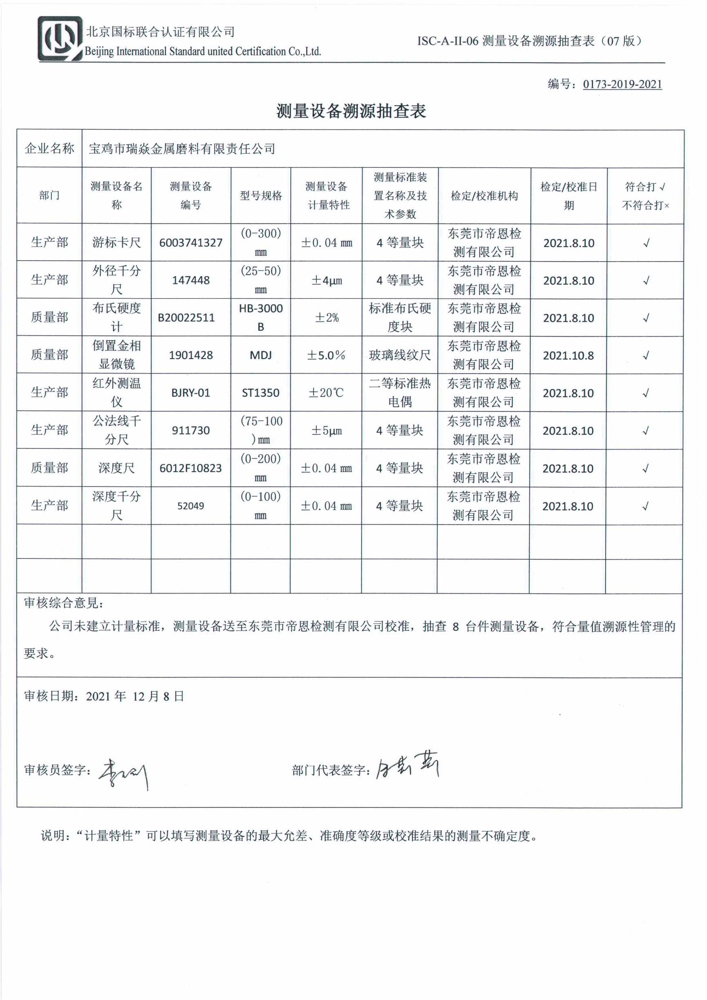 北京国标联合认证有限公司
Beijing International Standard united Certification Co.,Ltd.
ISC-A-II-06 测量设备溯源抽查表（07 版）
编号：0173-2019-2021
测量设备溯源抽查表
企业名称 宝鸡市瑞焱金属磨料有限责任公司
部门 测量设备名称 测量设备编号 型号规格 测量设备计量特性 测量标准装置名称及技术参数 检定/校准机构 检定/校准日期 符合打√不符合打×
生产部 游标卡尺 6003741327 (0-300)mm ±0.04 mm 4 等量块 东莞市帝恩检测有限公司 2021.8.10 √
生产部 外径千分尺 147448 (25-50)mm ±4μm 4 等量块 东莞市帝恩检测有限公司 2021.8.10 √
质量部 布氏硬度计 B20022511 HB-3000B ±2% 标准布氏硬度块 东莞市帝恩检测有限公司 2021.8.10 √
质量部 倒置金相显微镜 1901428 MDJ ±5.0% 玻璃线纹尺 东莞市帝恩检测有限公司 2021.10.8 √
生产部 红外测温仪 BJRY-01 ST1350 ±20℃ 二等标准热电偶 东莞市帝恩检测有限公司 2021.8.10 √
生产部 公法线千分尺 911730 (75-100)mm ±5μm 4 等量块 东莞市帝恩检测有限公司 2021.8.10 √
质量部 深度尺 6012F10823 (0-200)mm ±0.04 mm 4 等量块 东莞市帝恩检测有限公司 2021.8.10 √
生产部 深度千分尺 52049 (0-100)mm ±0.04 mm 4 等量块 东莞市帝恩检测有限公司 2021.8.10 √
审核综合意见：
公司未建立计量标准，测量设备送至东莞市帝恩检测有限公司校准，抽查 8 台件测量设备，符合量值溯源性管理的
要求。
审核日期：2021 年 12 月 8 日
审核员签字： 部门代表签字：
说明：“计量特性”可以填写测量设备的最大允差、准确度等级或校准结果的测量不确定度。